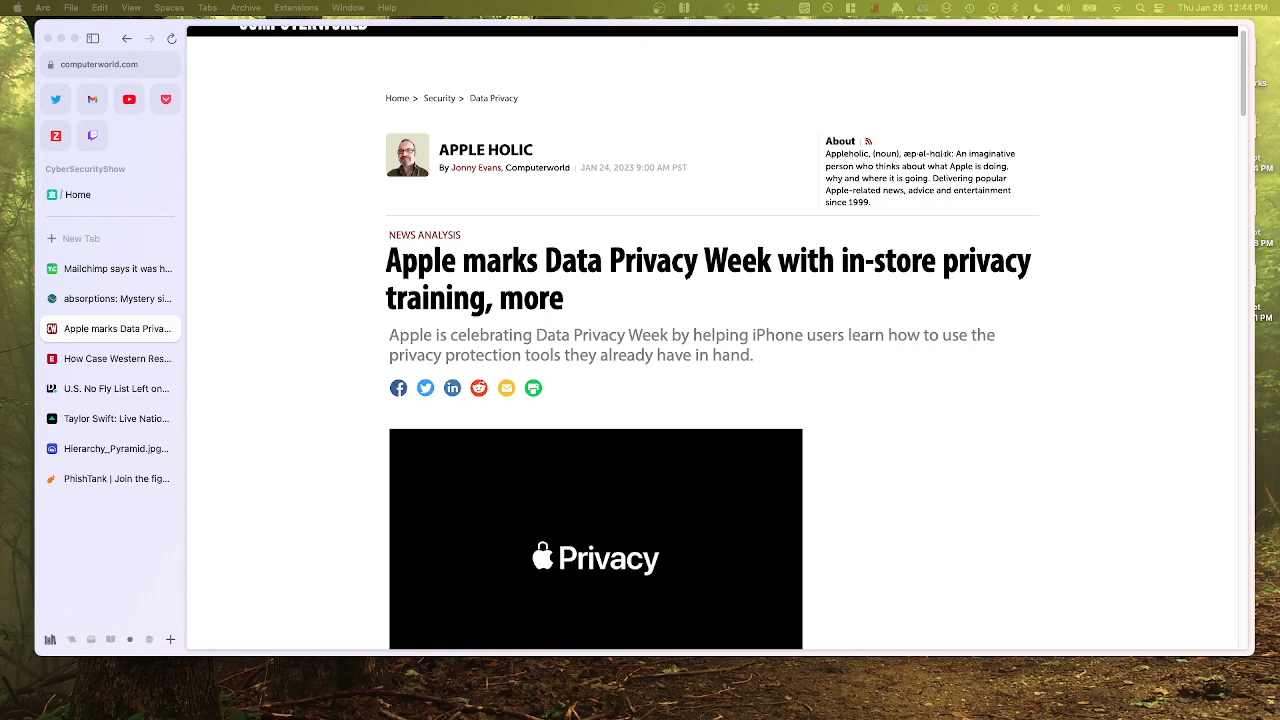 Arc File Edit View Spaces Tabs Archive Extensions Window Help
Thu Jan 26 12:44 PM
computerworld.com
CyberSecurityShow
/ Home
New Tab
Mailchimp says it was h...
absorptions: Mystery si...
Apple marks Data Priva...
How Case Western Res...
U.S. No Fly List Left on...
Taylor Swift: Live Natio...
Hierarchy_Pyramid.jpg...
PhishTank | Join the fig...
COMPUTERWORLD
Home > Security > Data Privacy
APPLE HOLIC
By Jonny Evans, Computerworld | JAN 24, 2023 9:00 AM PST
About
Appleholic, (noun), æp·əl-hɑl·ɪk: An imaginative
person who thinks about what Apple is doing,
why and where it is going. Delivering popular
Apple-related news, advice and entertainment
since 1999.
NEWS ANALYSIS
Apple marks Data Privacy Week with in-store privacy
training, more
Apple is celebrating Data Privacy Week by helping iPhone users learn how to use the
privacy protection tools they already have in hand.
Privacy